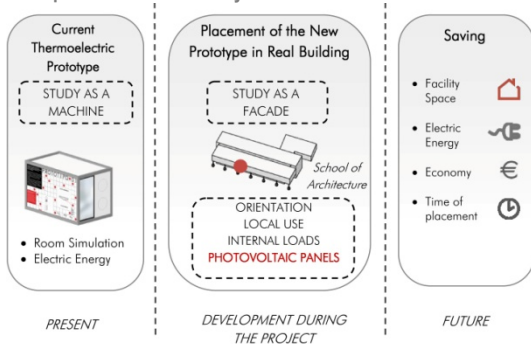 Current
Thermoelectric
Prototype
STUDY AS A
MACHINE
• Room Simulation
• Electric Energy
PRESENT
Placement of the New
Prototype in Real Building
STUDY AS A
FACADE
School of
Architecture
ORIENTATION
LOCAL USE
INTERNAL LOADS
PHOTOVOLTAIC PANELS
DEVELOPMENT DURING
THE PROJECT
Saving
• Facility
Space
• Electric
Energy
• Economy
€
• Time of
placement
FUTURE